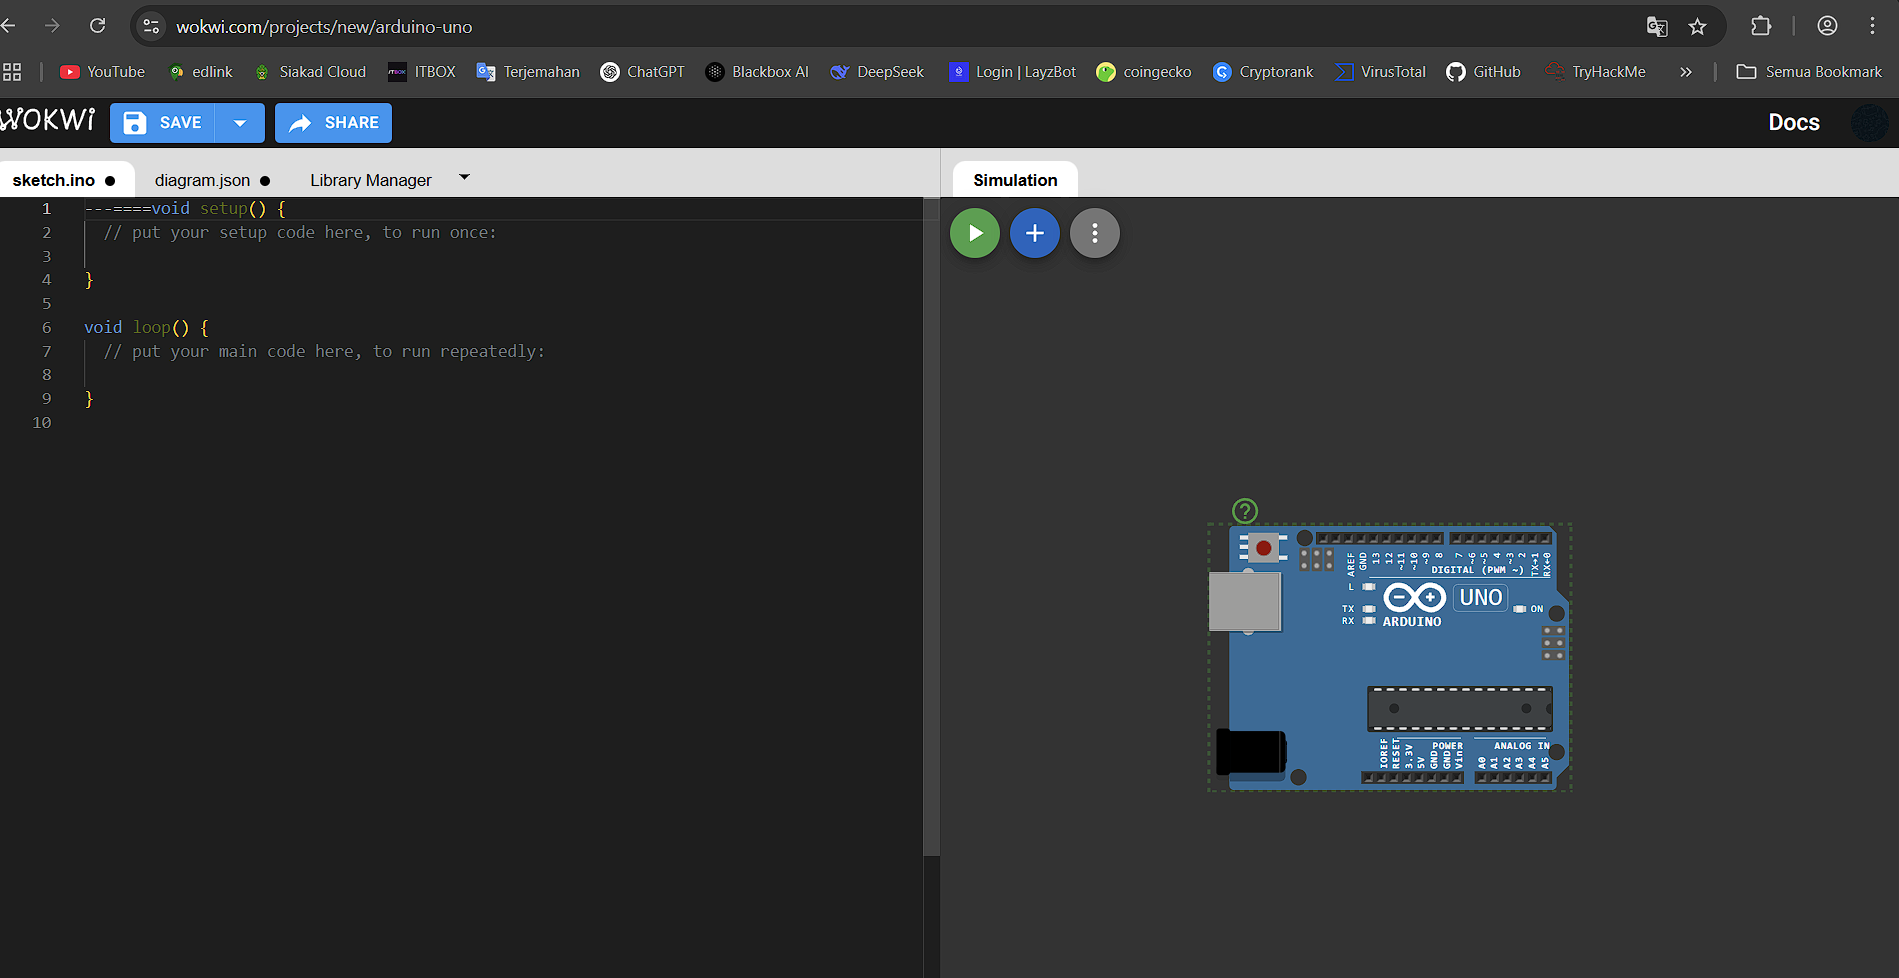 wokwi.com/projects/new/arduino-uno
YouTube edlink Siakad Cloud ITBOX Terjemahan ChatGPT Blackbox AI DeepSeek Login | LayzBot coingecko Cryptorank VirusTotal GitHub TryHackMe » Semua Bookmark
WOKWi SAVE SHARE Docs
sketch.ino ● diagram.json ● Library Manager
Simulation
1 ---====void setup() {
2 // put your setup code here, to run once:
3
4 }
5
6 void loop() {
7 // put your main code here, to run repeatedly:
8
9 }
10
?
AREF GND 13 12 ~11 ~10 ~9 8 7 ~6 ~5 4 ~3 2 TX→1 RX←0
DIGITAL (PWM ~)
L
TX
RX
UNO
ON
ARDUINO
IOREF RESET 3.3V 5V GND GND Vin
POWER
ANALOG IN
A0 A1 A2 A3 A4 A5